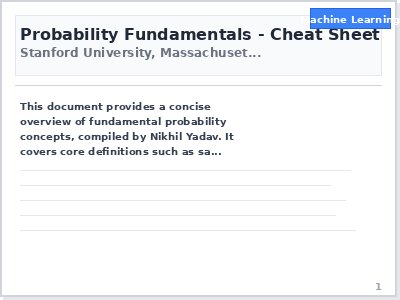 achine Learning
Probability Fundamentals - Cheat Sheet
Stanford University, Massachuset...
This document provides a concise
overview of fundamental probability
concepts, compiled by Nikhil Yadav. It
covers core definitions such as sa...
1